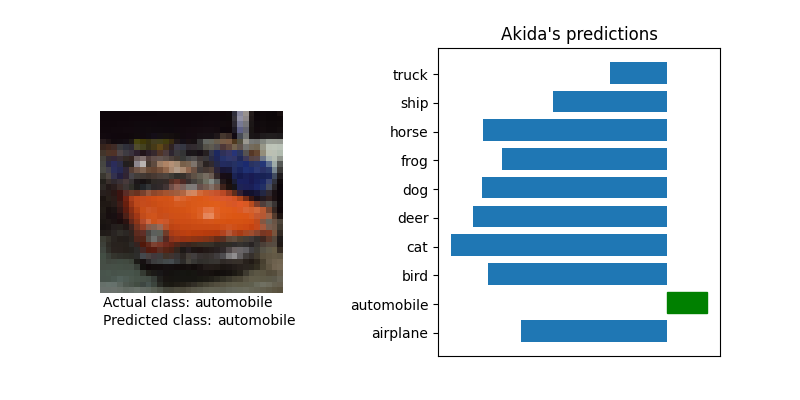 Akida's predictions
truck
ship
horse
frog
dog
deer
cat
bird
automobile
airplane
Actual class: automobile
Predicted class: automobile